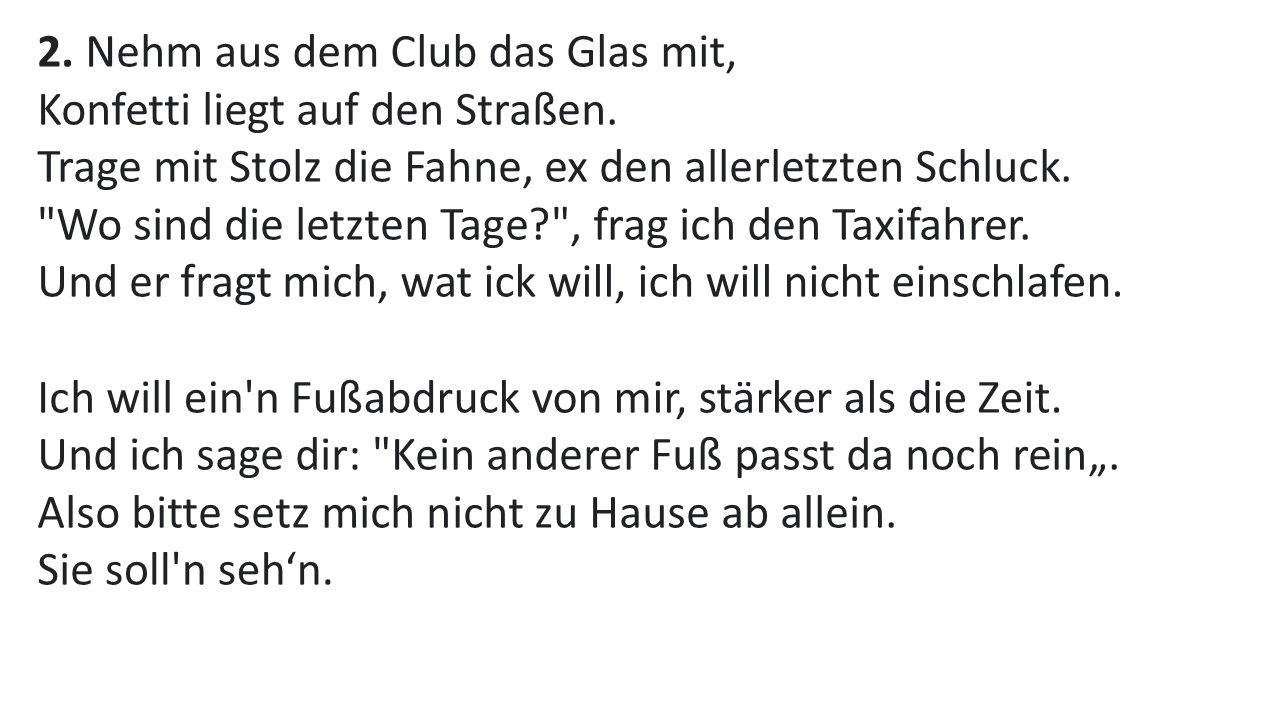 2. Nehm aus dem Club das Glas mit,
Konfetti liegt auf den Straßen.
Trage mit Stolz die Fahne, ex den allerletzten Schluck.
"Wo sind die letzten Tage?", frag ich den Taxifahrer.
Und er fragt mich, wat ick will, ich will nicht einschlafen.

Ich will ein'n Fußabdruck von mir, stärker als die Zeit.
Und ich sage dir: "Kein anderer Fuß passt da noch rein„.
Also bitte setz mich nicht zu Hause ab allein.
Sie soll'n seh‘n.